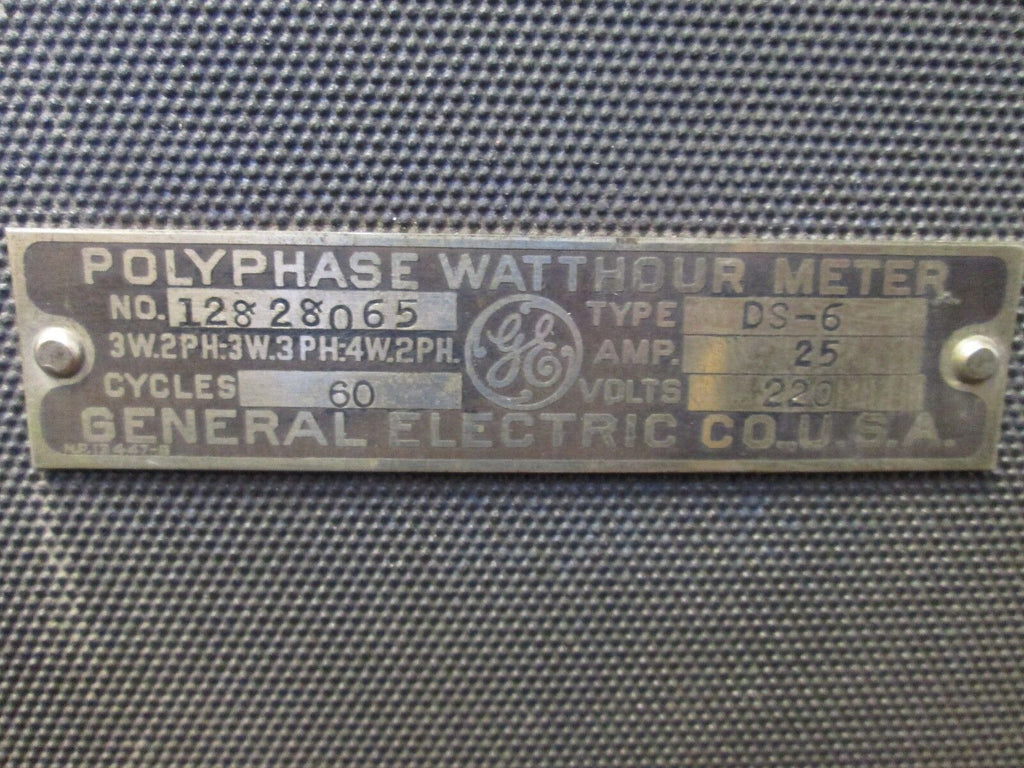 POLYPHASE WATTHOUR METER
NO. 12828065
TYPE DS-6
3W.2PH-3W.3PH-4W.2PH.
AMP. 25
CYCLES 60
VOLTS 220
GE
GENERAL ELECTRIC CO. U.S.A.